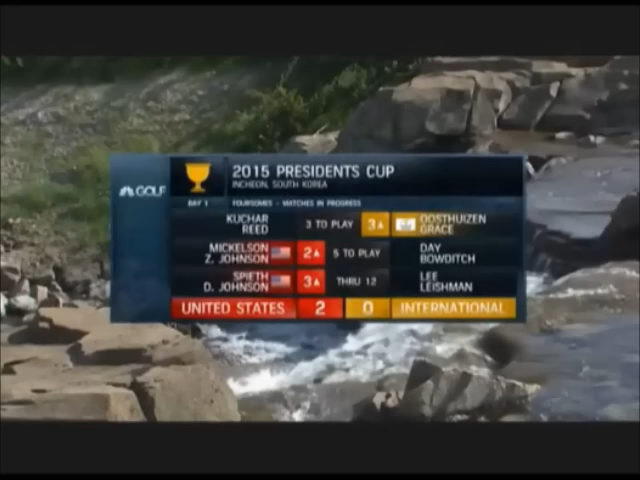 GOLF
2015 PRESIDENTS CUP
INCHEON, SOUTH KOREA
DAY 1 FOURSOMES - MATCHES IN PROGRESS
KUCHAR
REED
3 TO PLAY 3▲
OOSTHUIZEN
GRACE
MICKELSON
Z. JOHNSON
2▲ 5 TO PLAY
DAY
BOWDITCH
SPIETH
D. JOHNSON
3▲ THRU 12
LEE
LEISHMAN
UNITED STATES 2 0 INTERNATIONAL